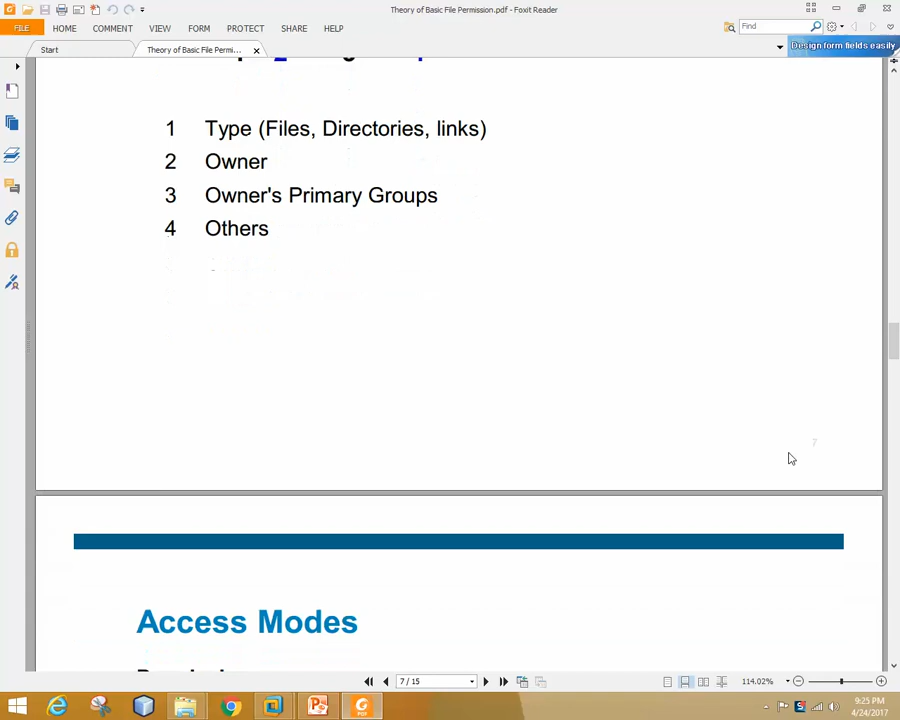 Theory of Basic File Permission.pdf - Foxit Reader
FILE HOME COMMENT VIEW FORM PROTECT SHARE HELP
Find
Start
Theory of Basic File Permi...
Design form fields easily
1 Type (Files, Directories, links)
2 Owner
3 Owner's Primary Groups
4 Others
7
Access Modes
7 / 15
114.02%
9:25 PM
4/24/2017